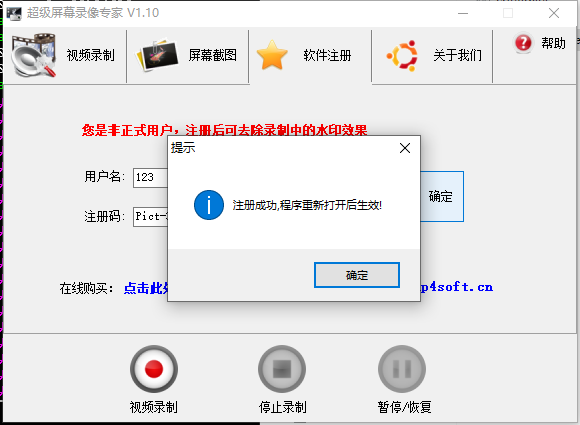 超级屏幕录像专家 V1.10
视频录制
屏幕截图
软件注册
关于我们
帮助
您是非正式用户，注册后可去除录制中的水印效果
提示
用户名:
123
注册成功,程序重新打开后生效!
确定
注册码:
Pict-
确定
在线购买:
点击此处
p4soft.cn
视频录制
停止录制
暂停/恢复